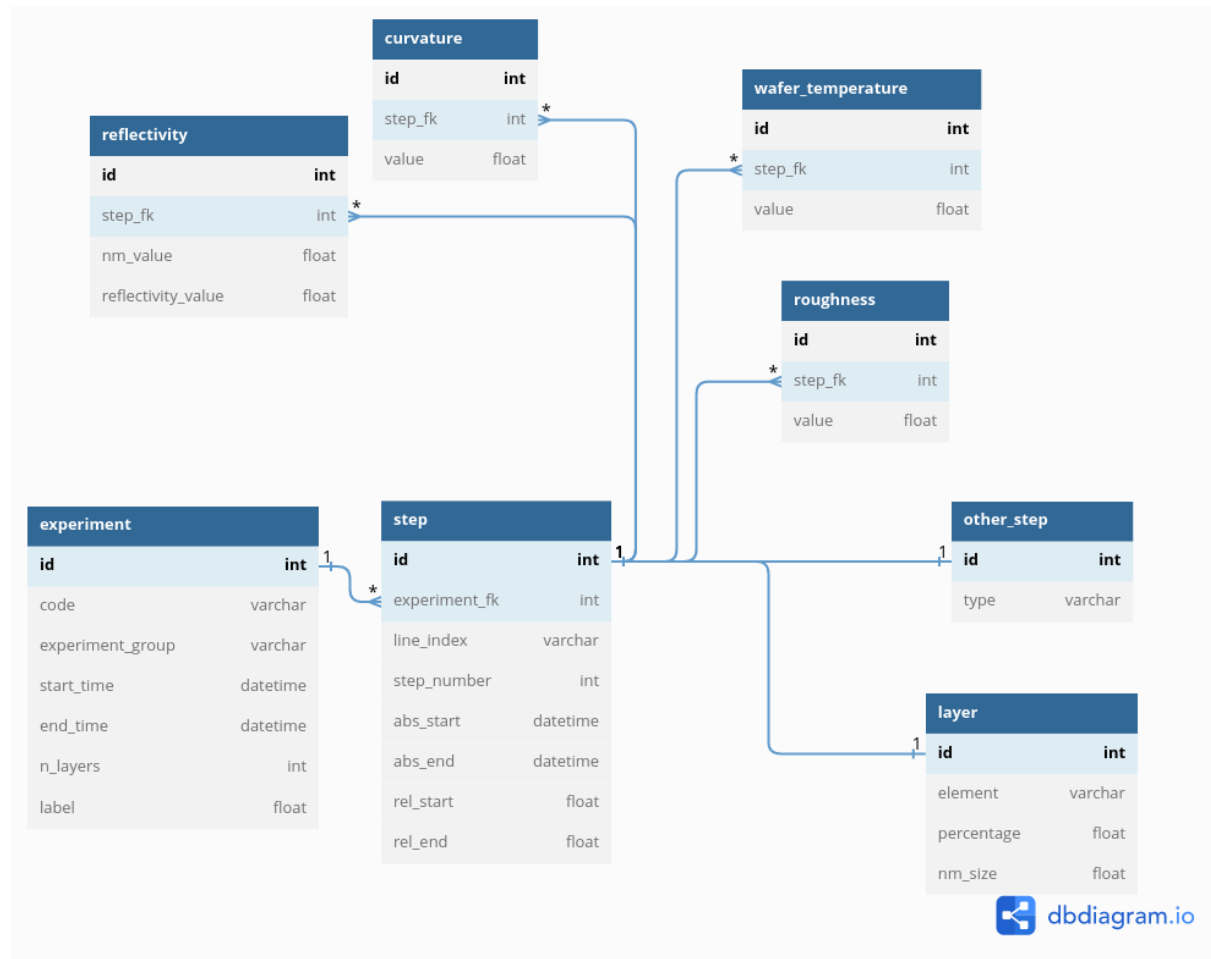 curvature
id int
step_fk int
value float
*
wafer_temperature
id int
step_fk int
value float
*
reflectivity
id int
step_fk int
nm_value float
reflectivity_value float
*
roughness
id int
step_fk int
value float
*
experiment
id int
code varchar
experiment_group varchar
start_time datetime
end_time datetime
n_layers int
label float
1
*
step
id int
experiment_fk int
line_index varchar
step_number int
abs_start datetime
abs_end datetime
rel_start float
rel_end float
1
1
other_step
id int
type varchar
1
layer
id int
element varchar
percentage float
nm_size float
dbdiagram.io